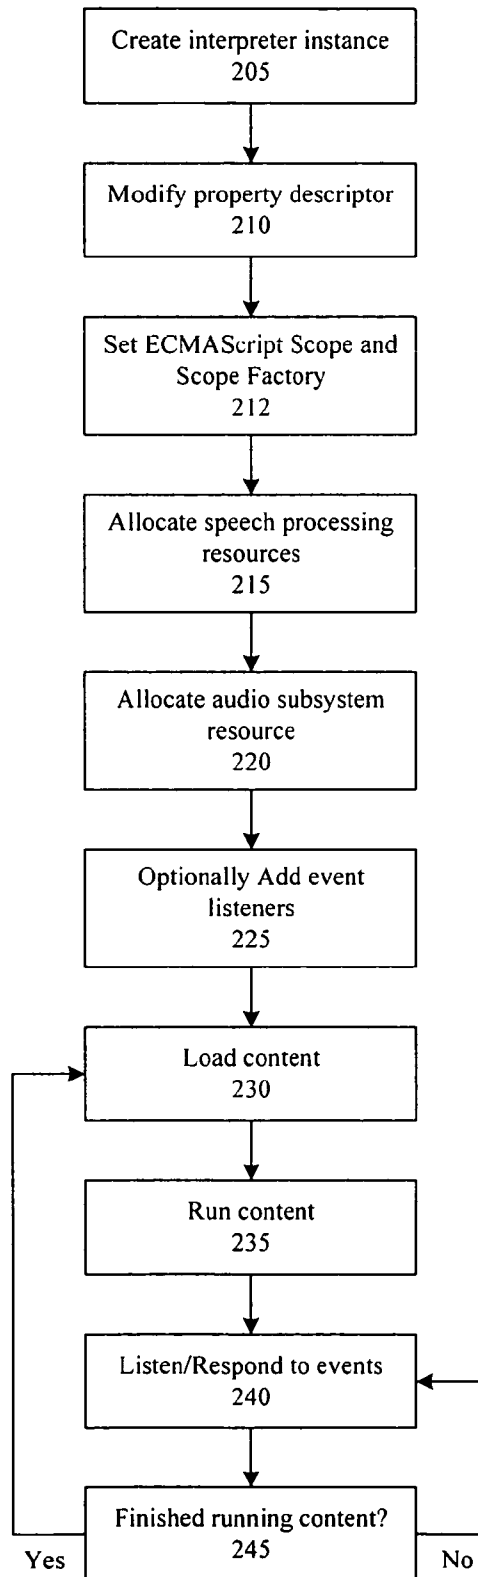 Create interpreter instance
205
Modify property descriptor
210
Set ECMAScript Scope and
Scope Factory
212
Allocate speech processing
resources
215
Allocate audio subsystem
resource
220
Optionally Add event
listeners
225
Load content
230
Run content
235
Listen/Respond to events
240
Finished running content?
245
Yes
No